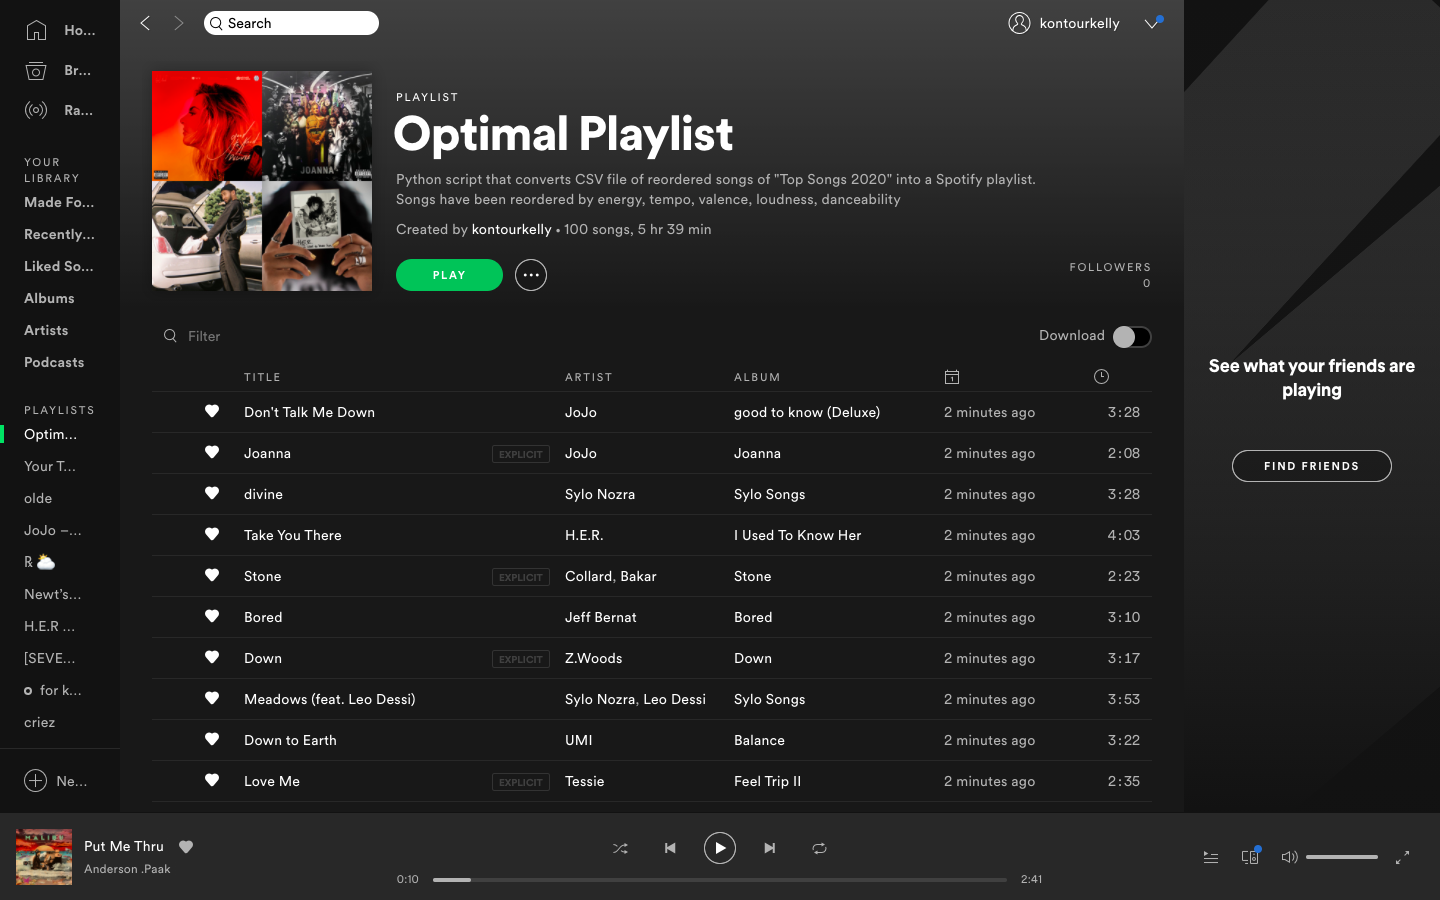 Search
kontourkelly
Ho...
Br...
Ra...
YOUR
LIBRARY
Made Fo...
Recently...
Liked So...
Albums
Artists
Podcasts
PLAYLISTS
Optim...
Your T...
olde
JoJo –...
℞ ⛅
Newt's...
H.E.R ...
[SEVE...
for k...
criez
Ne...
JOANNA
PLAYLIST
Optimal Playlist
Python script that converts CSV file of reordered songs of "Top Songs 2020" into a Spotify playlist.
Songs have been reordered by energy, tempo, valence, loudness, danceability
Created by kontourkelly • 100 songs, 5 hr 39 min
PLAY
FOLLOWERS
0
Filter
Download
TITLE ARTIST ALBUM
Don't Talk Me Down JoJo good to know (Deluxe) 2 minutes ago 3:28
Joanna EXPLICIT JoJo Joanna 2 minutes ago 2:08
divine Sylo Nozra Sylo Songs 2 minutes ago 3:28
Take You There H.E.R. I Used To Know Her 2 minutes ago 4:03
Stone EXPLICIT Collard, Bakar Stone 2 minutes ago 2:23
Bored Jeff Bernat Bored 2 minutes ago 3:10
Down EXPLICIT Z.Woods Down 2 minutes ago 3:17
Meadows (feat. Leo Dessi) Sylo Nozra, Leo Dessi Sylo Songs 2 minutes ago 3:53
Down to Earth UMI Balance 2 minutes ago 3:22
Love Me EXPLICIT Tessie Feel Trip II 2 minutes ago 2:35
See what your friends are
playing
FIND FRIENDS
Put Me Thru
Anderson .Paak
0:10
2:41